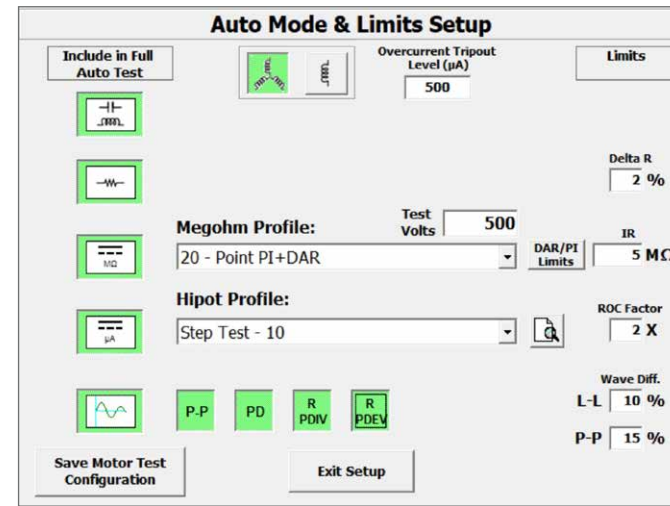 Auto Mode & Limits Setup
Include in Full
Auto Test
Overcurrent Tripout
Level (µA)
500
Limits
Delta R
2 %
Megohm Profile:
Test
Volts
500
20 - Point PI+DAR
DAR/PI
Limits
IR
5 MΩ
MΩ
Hipot Profile:
Step Test - 10
ROC Factor
2 X
µA
Wave Diff.
L-L 10 %
P-P
PD
R
PDIV
R
PDEV
P-P 15 %
Save Motor Test
Configuration
Exit Setup